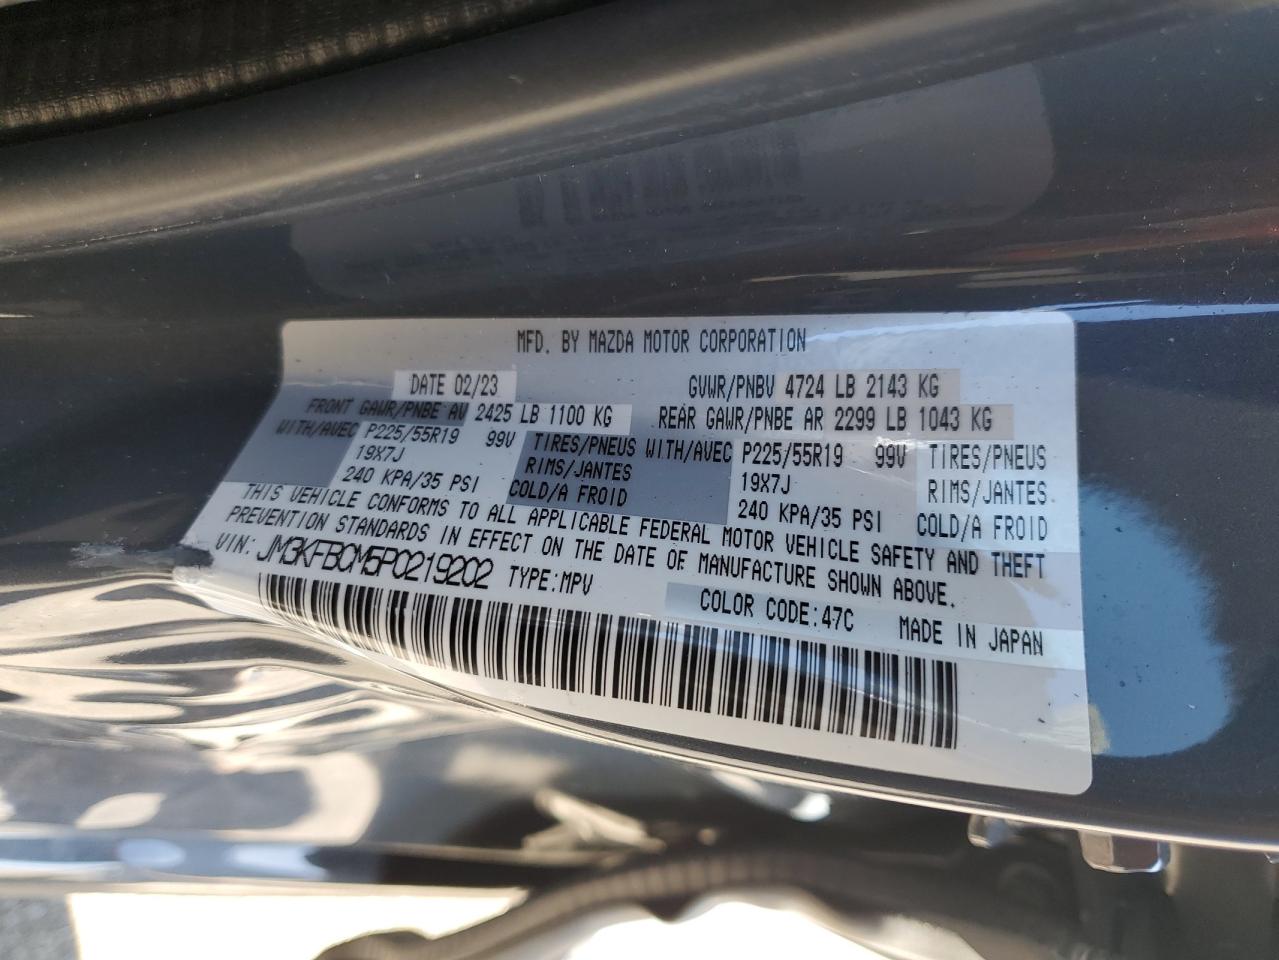 MFD. BY MAZDA MOTOR CORPORATION
DATE 02/23 GVWR/PNBV 4724 LB 2143 KG
FRONT GAWR/PNBE AV 2425 LB 1100 KG REAR GAWR/PNBE AR 2299 LB 1043 KG
WITH/AVEC P225/55R19 99V TIRES/PNEUS WITH/AVEC P225/55R19 99V TIRES/PNEUS
19X7J RIMS/JANTES 19X7J RIMS/JANTES
240 KPA/35 PSI COLD/A FROID 240 KPA/35 PSI COLD/A FROID
THIS VEHICLE CONFORMS TO ALL APPLICABLE FEDERAL MOTOR VEHICLE SAFETY AND THEFT
PREVENTION STANDARDS IN EFFECT ON THE DATE OF MANUFACTURE SHOWN ABOVE.
VIN: JM3KFBCM5P0219202 TYPE:MPV
COLOR CODE:47C MADE IN JAPAN